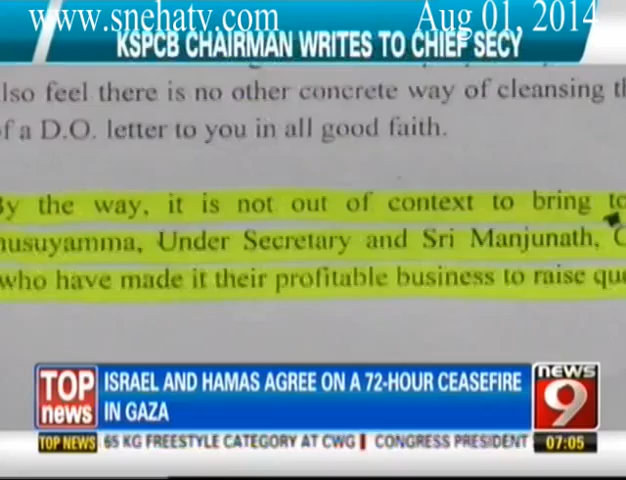 www.snehatv.com
Aug 01, 2014
KSPCB CHAIRMAN WRITES TO CHIEF SECY
lso feel there is no other concrete way of cleansing
of a D.O. letter to you in all good faith.
By the way, it is not out of context to bring to
usuyamma, Under Secretary and Sri Manjunath,
who have made it their profitable business to raise que
TOP news
ISRAEL AND HAMAS AGREE ON A 72-HOUR CEASEFIRE
IN GAZA
NEWS 9
TOP NEWS 65 KG FREESTYLE CATEGORY AT CWG | CONGRESS PRESIDENT 07:05